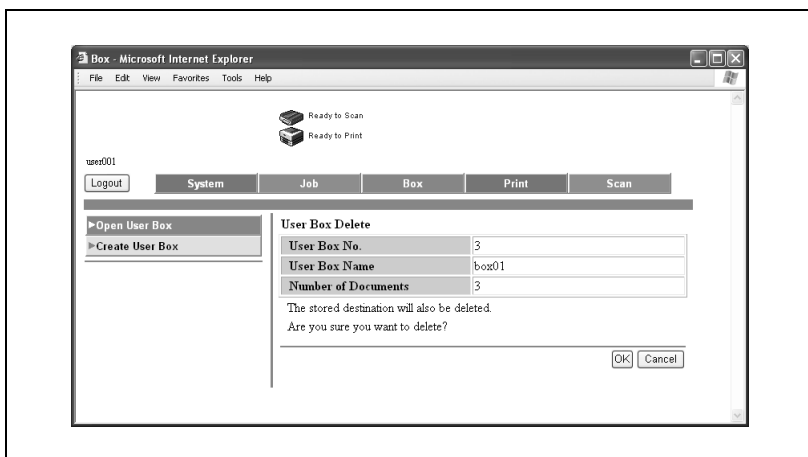 Box - Microsoft Internet Explorer
File Edit View Favorites Tools Help
Ready to Scan
Ready to Print
user001
Logout System Job Box Print Scan
Open User Box
Create User Box
User Box Delete
User Box No. 3
User Box Name box01
Number of Documents 3
The stored destination will also be deleted.
Are you sure you want to delete?
OK Cancel